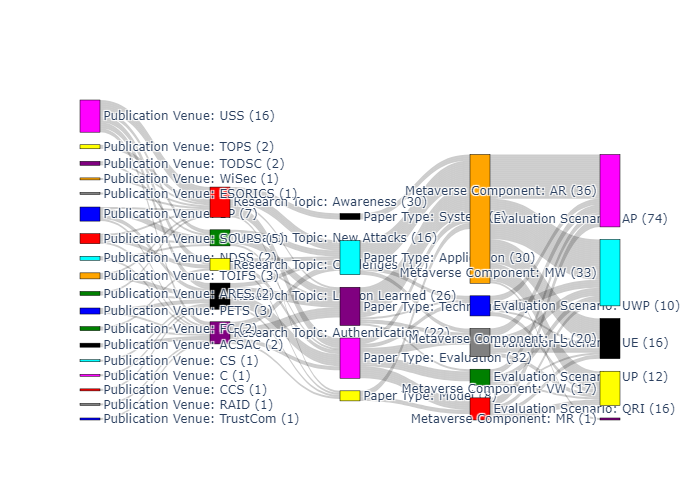 Publication Venue: USS (16)
Publication Venue: TOPS (2)
Publication Venue: TODSC (2)
Publication Venue: WiSec (1)
Publication Venue: ESORICS (1)
Publication Venue: SP (7)
Publication Venue: SOUPS (5)
Publication Venue: NDSS (2)
Publication Venue: TOIFS (3)
Publication Venue: ARES (2)
Publication Venue: PETS (3)
Publication Venue: FC (2)
Publication Venue: ACSAC (2)
Publication Venue: CS (1)
Publication Venue: C (1)
Publication Venue: CCS (1)
Publication Venue: RAID (1)
Publication Venue: TrustCom (1)
Research Topic: Awareness (30)
Research Topic: New Attacks (16)
Research Topic: Challenges (12)
Research Topic: Lesson Learned (26)
Research Topic: Authentication (22)
Paper Type: System
Paper Type: Application (30)
Paper Type:
Paper Type: Evaluation (32)
Paper Type: Model (8)
Evaluation Scenario: AP (74)
Evaluation Scenario: UWP (10)
Evaluation Scenario: UE (16)
Evaluation Scenario: UP (12)
Evaluation Scenario: QRI (16)
Metaverse Component: AR (36)
Metaverse Component: MW (33)
Metaverse Component: LL (20)
Metaverse Component: VW (17)
Metaverse Component: MR (1)